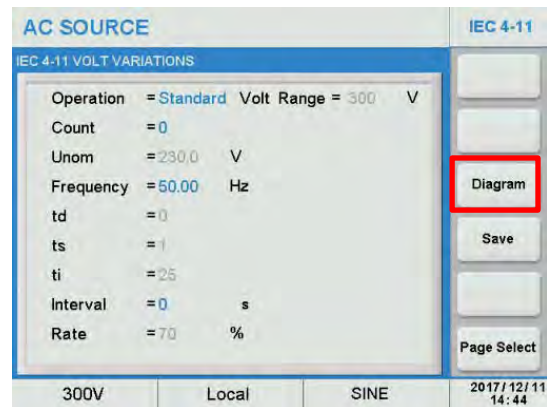 AC SOURCE
IEC 4-11
IEC 4-11 VOLT VARIATIONS
Operation = Standard Volt Range = 300 V
Count = 0
Unom = 230.0 V
Frequency = 50.00 Hz
td = 0
ts = 1
ti = 25
Interval = 0 s
Rate = 70 %
Diagram
Save
Page Select
300V Local SINE
2017/12/11
14:44